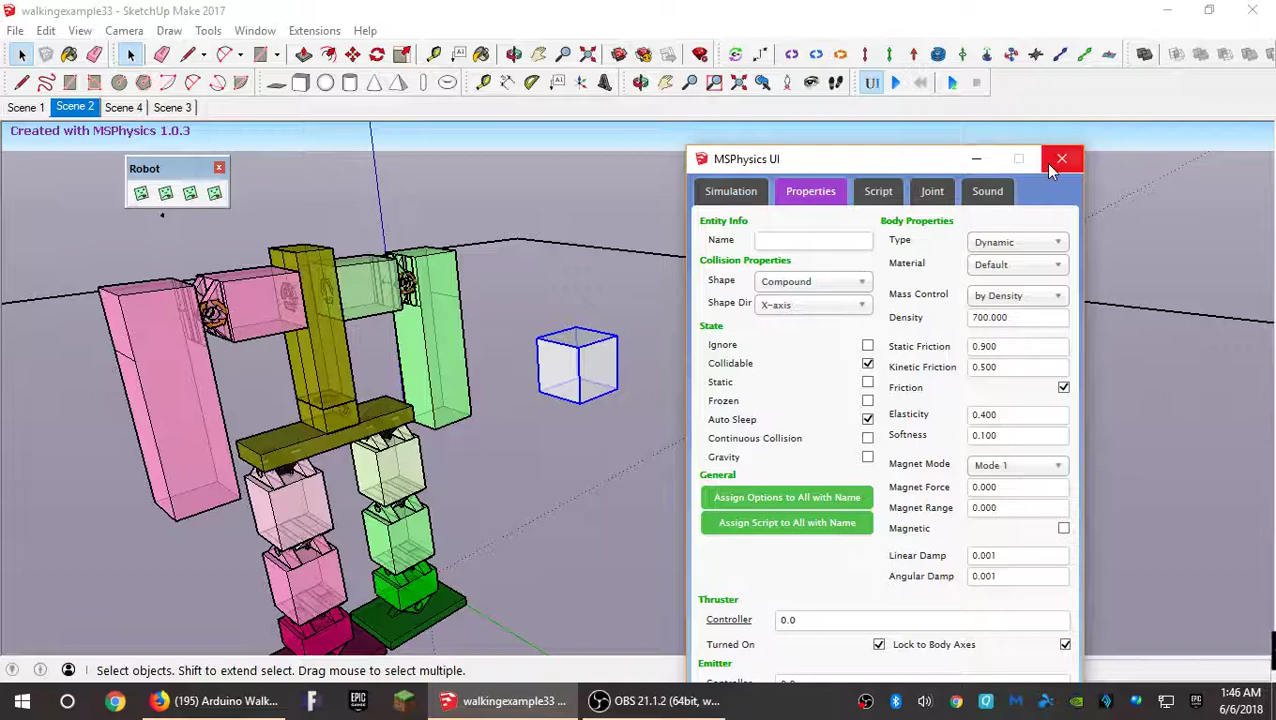 walkingexample33 - SketchUp Make 2017
File Edit View Camera Draw Tools Window Extensions Help
UI
Scene 1 Scene 2 Scene 4 Scene 3
Created with MSPhysics 1.0.3
Robot
MSPhysics UI
Simulation Properties Script Joint Sound
Entity Info
Name
Collision Properties
Shape Compound
Shape Dir X-axis
State
Ignore
Collidable
Static
Frozen
Auto Sleep
Continuous Collision
Gravity
General
Assign Options to All with Name
Assign Script to All with Name
Body Properties
Type Dynamic
Material Default
Mass Control by Density
Density 700.000
Static Friction 0.900
Kinetic Friction 0.500
Friction
Elasticity 0.400
Softness 0.100
Magnet Mode Mode 1
Magnet Force 0.000
Magnet Range 0.000
Magnetic
Linear Damp 0.001
Angular Damp 0.001
Thruster
Controller 0.0
Turned On Lock to Body Axes
Emitter
Select objects. Shift to extend select. Drag mouse to select multiple.
(195) Arduino Walk... walkingexample33 ... OBS 21.1.2 (64bit, w...
1:46 AM
6/6/2018